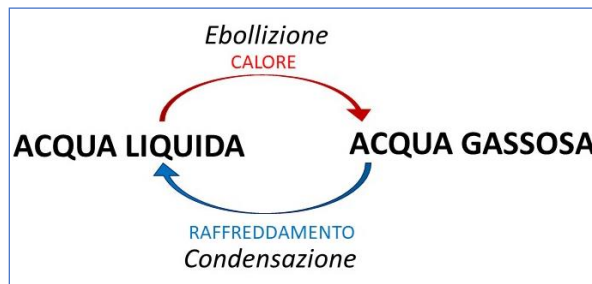 Ebollizione
CALORE
ACQUA LIQUIDA
ACQUA GASSOSA
RAFFREDDAMENTO
Condensazione